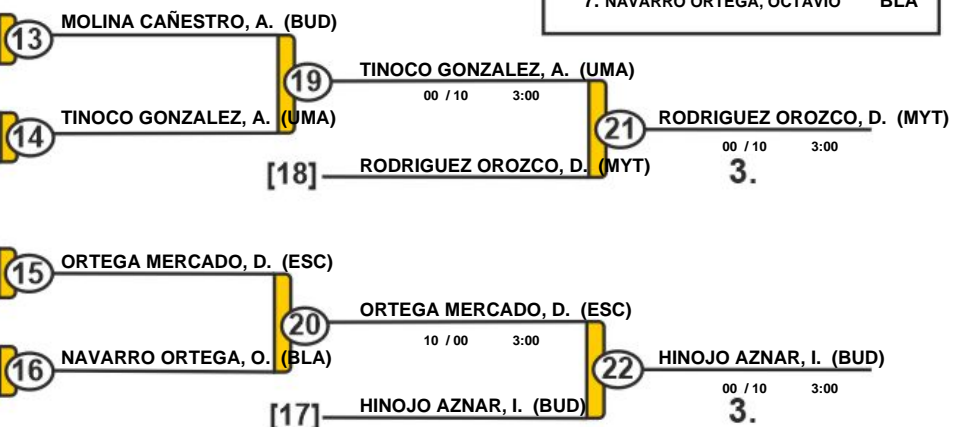 7. NAVARRO ORTEGA, OCTAVIO BLA
13 MOLINA CAÑESTRO, A. (BUD)
19 TINOCO GONZALEZ, A. (UMA)
00 / 10 3:00
14 TINOCO GONZALEZ, A. (UMA)
21 RODRIGUEZ OROZCO, D. (MYT)
00 / 10 3:00
3.
[18] RODRIGUEZ OROZCO, D. (MYT)
15 ORTEGA MERCADO, D. (ESC)
20 ORTEGA MERCADO, D. (ESC)
10 / 00 3:00
16 NAVARRO ORTEGA, O. (BLA)
22 HINOJO AZNAR, I. (BUD)
00 / 10 3:00
3.
[17] HINOJO AZNAR, I. (BUD)